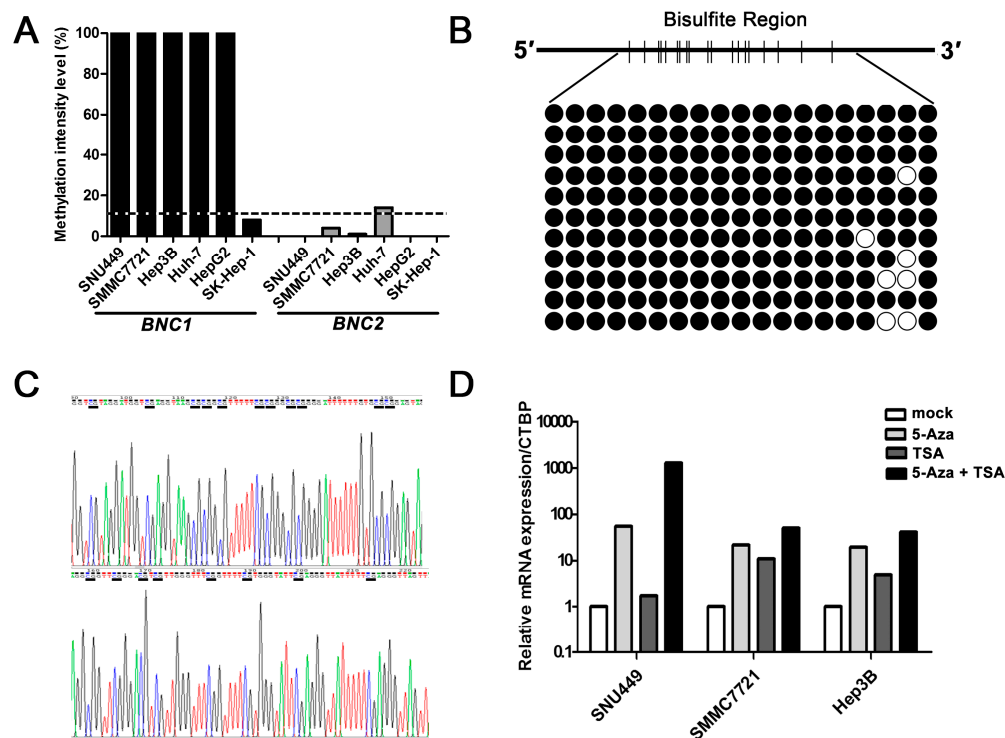 A
Methylation intensity level (%)
100
80
60
40
20
0
SNU449
SMMC7721
Hep3B
Huh-7
HepG2
SK-Hep-1
SNU449
SMMC7721
Hep3B
Huh-7
HepG2
SK-Hep-1
BNC1
BNC2
B
Bisulfite Region
5′
3′
C
D
Relative mRNA expression/CTBP
10000
1000
100
10
1
0.1
mock
5-Aza
TSA
5-Aza + TSA
SNU449
SMMC7721
Hep3B